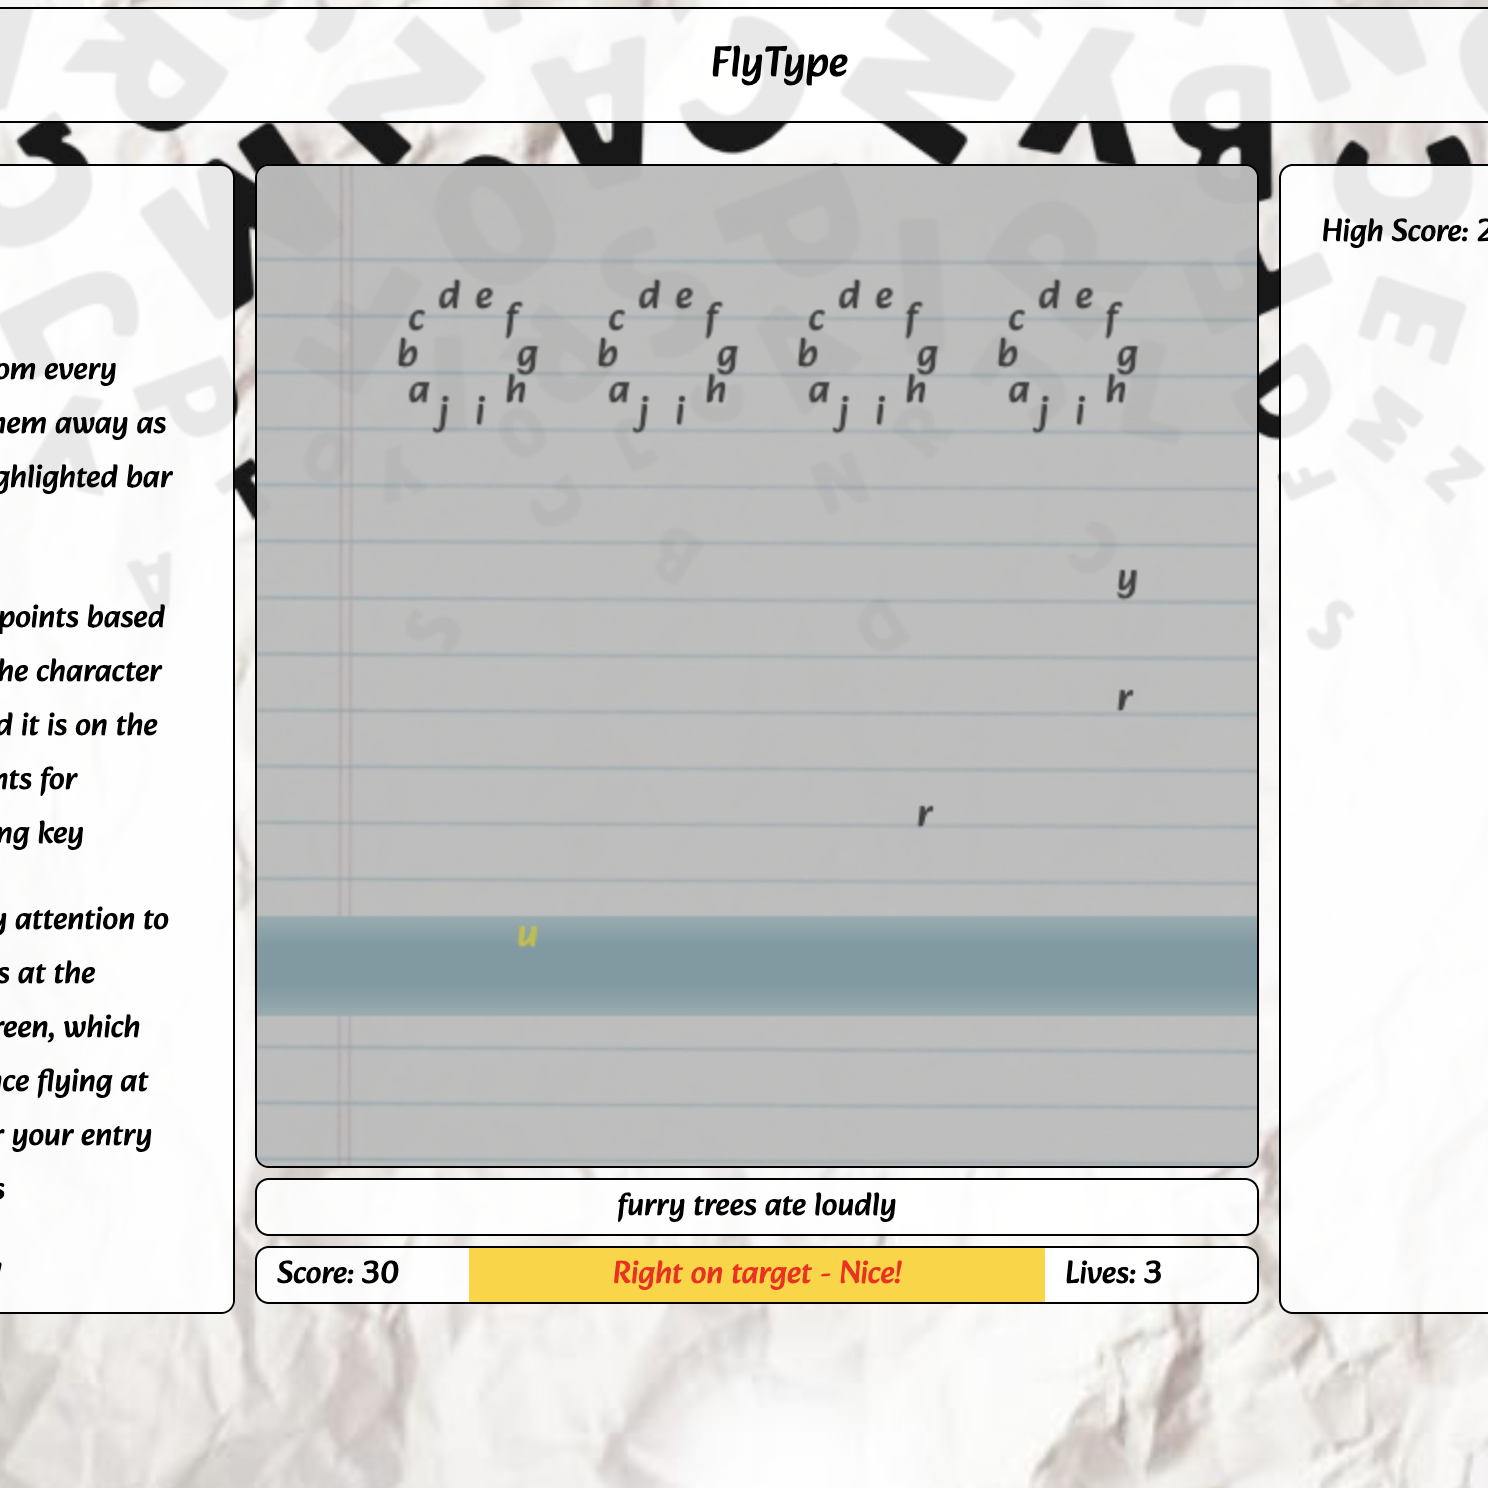 FlyType
om every
hem away as
ghlighted bar
points based
he character
d it is on the
nts for
ng key
y attention to
s at the
reen, which
ce flying at
r your entry
s
High Score: 2
d e d e d e d e
c f c f c f c f
b g b g b g b g
a h a h a h a h
j i j i j i j i
y
r
r
u
furry trees ate loudly
Score: 30
Right on target - Nice!
Lives: 3